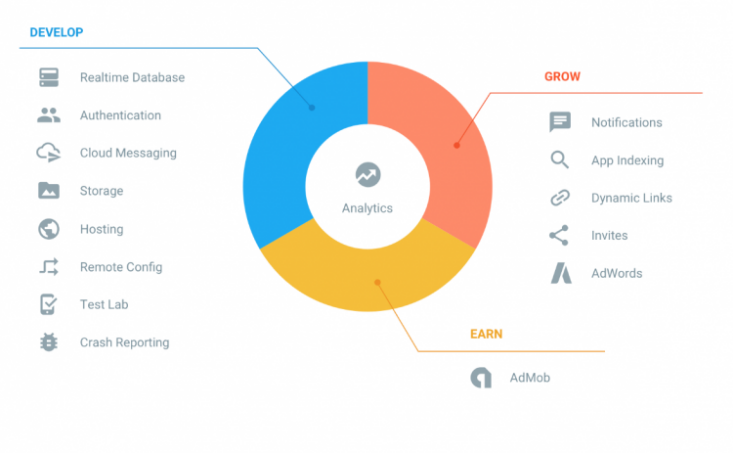 DEVELOP
Realtime Database
Authentication
Cloud Messaging
Storage
Hosting
Remote Config
Test Lab
Crash Reporting
Analytics
GROW
Notifications
App Indexing
Dynamic Links
Invites
AdWords
EARN
AdMob